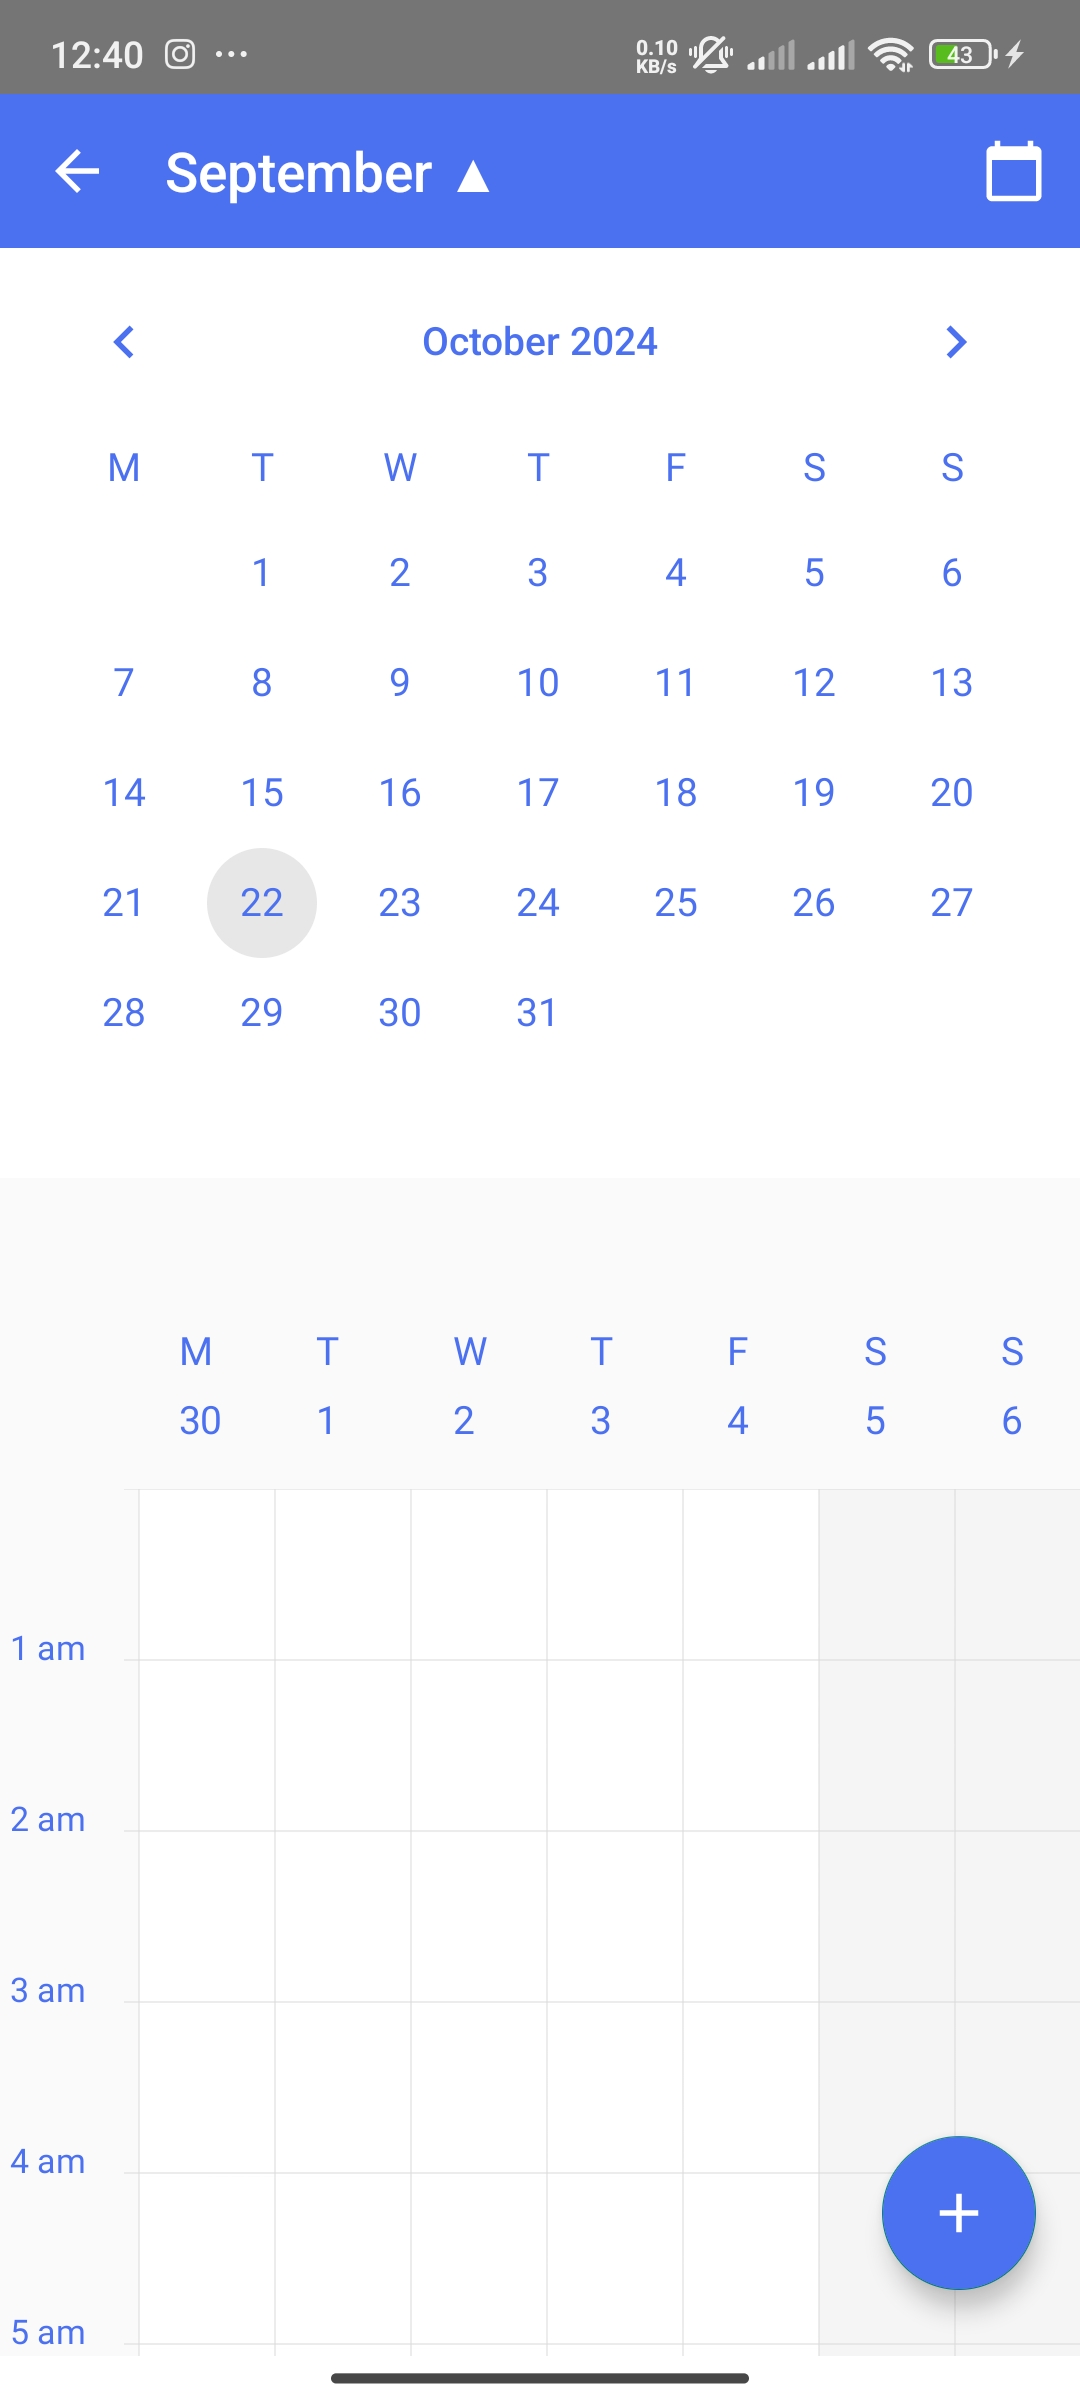 12:40 ... 0.10 KB/s 43
September ▲
October 2024
M T W T F S S
1 2 3 4 5 6
7 8 9 10 11 12 13
14 15 16 17 18 19 20
21 22 23 24 25 26 27
28 29 30 31
M T W T F S S
30 1 2 3 4 5 6
1 am
2 am
3 am
4 am
5 am